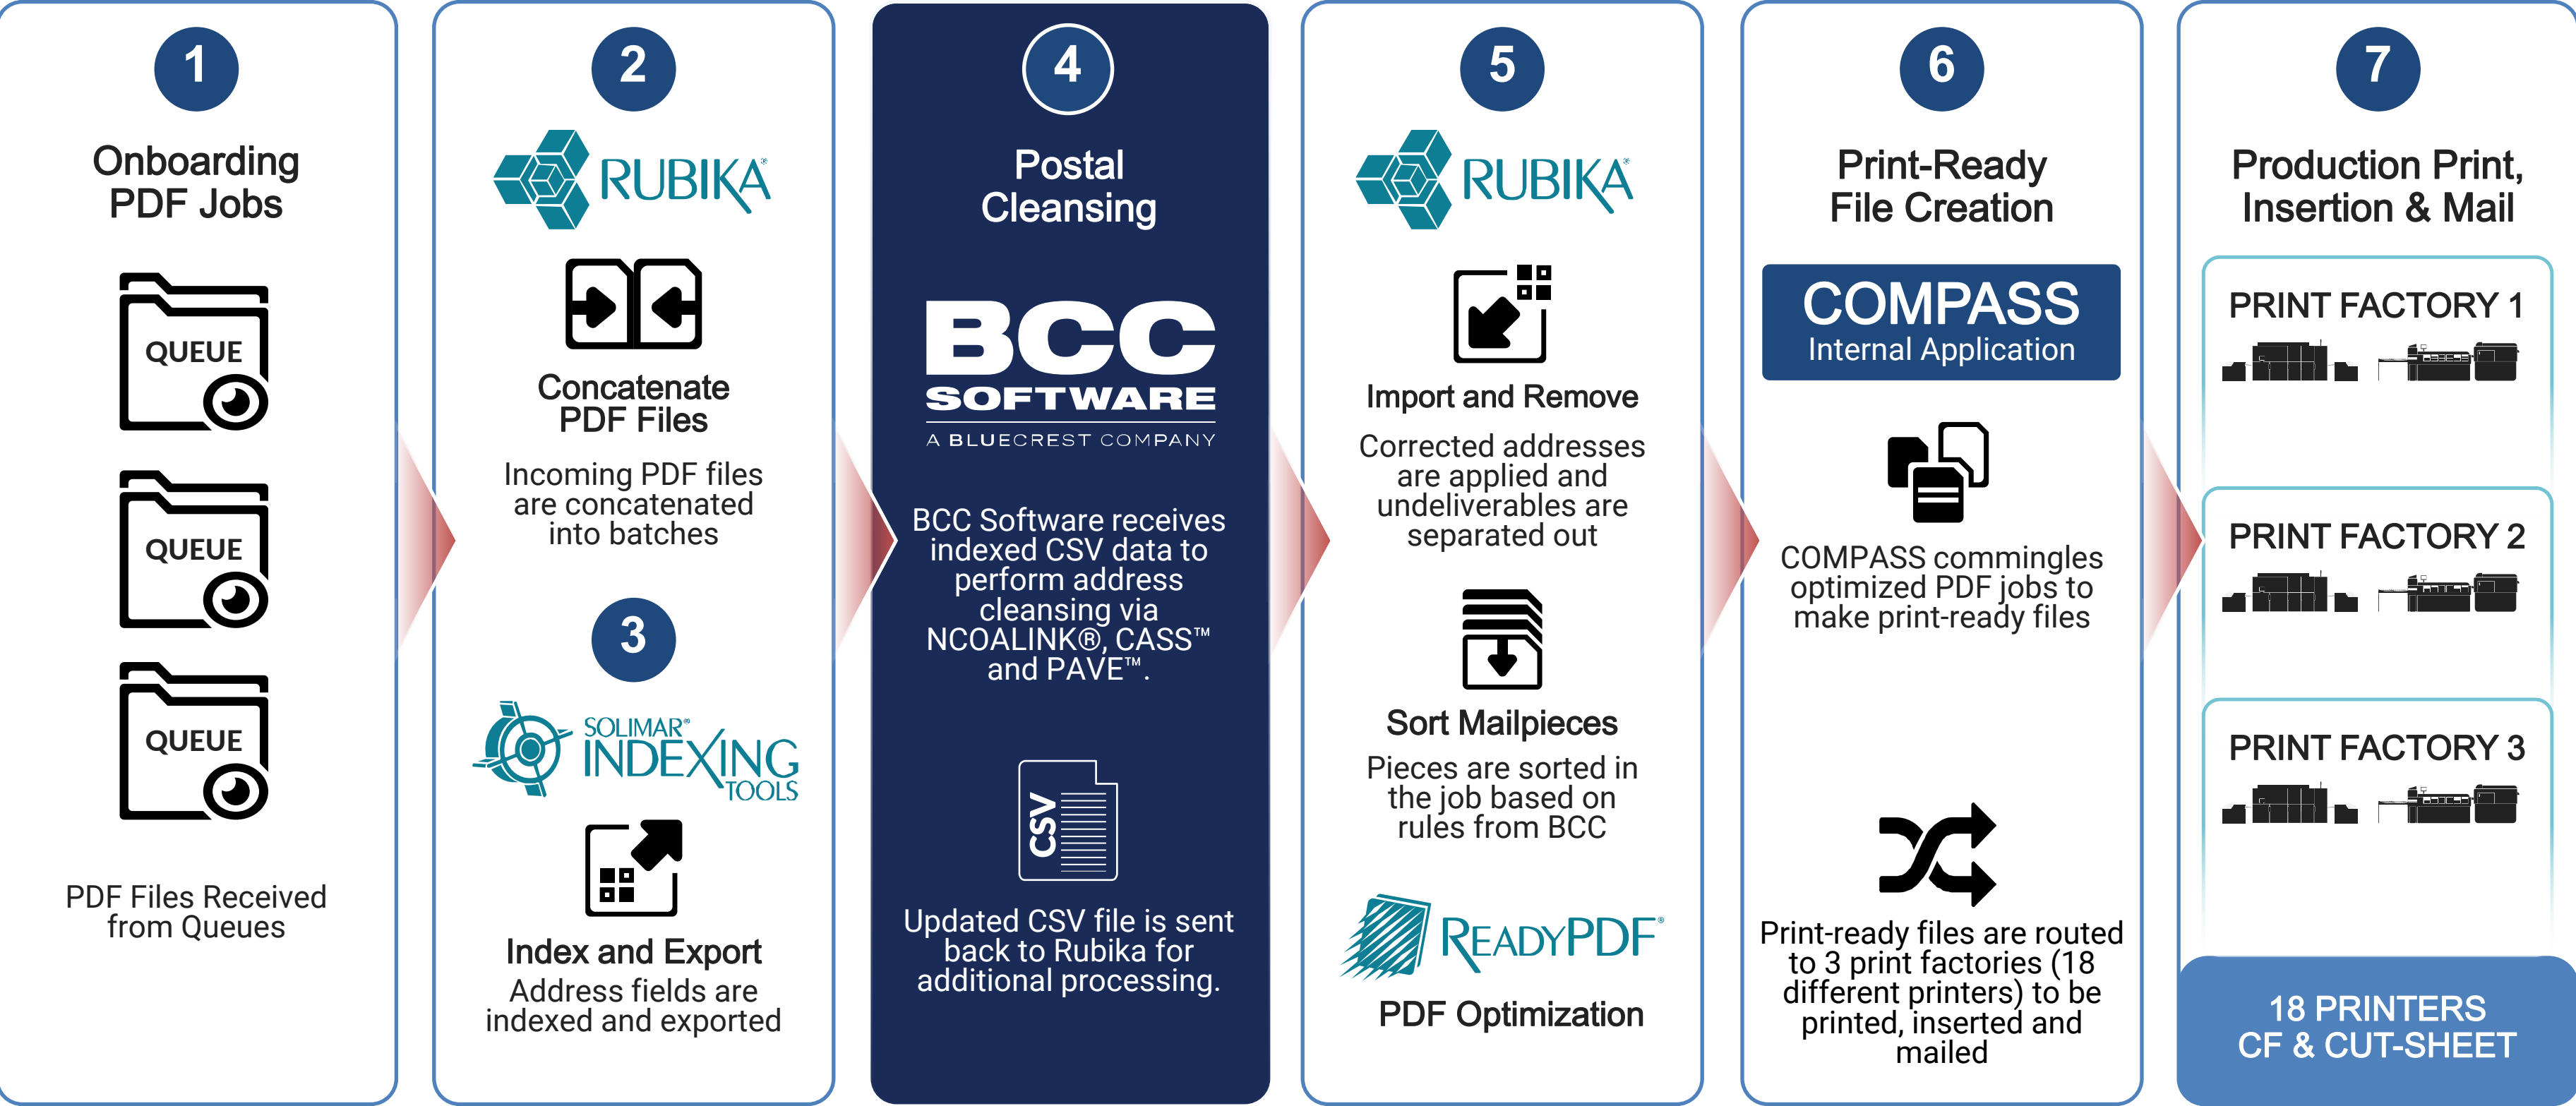 1
Onboarding
PDF Jobs
QUEUE
QUEUE
QUEUE
PDF Files Received
from Queues
2
RUBIKA®
Concatenate
PDF Files
Incoming PDF files
are concatenated
into batches
3
SOLIMAR®
INDEXING
TOOLS
Index and Export
Address fields are
indexed and exported
4
Postal
Cleansing
BCC
SOFTWARE
A BLUECREST COMPANY
BCC Software receives
indexed CSV data to
perform address
cleansing via
NCOALINK®, CASS™
and PAVE™.
CSV
Updated CSV file is sent
back to Rubika for
additional processing.
5
RUBIKA®
Import and Remove
Corrected addresses
are applied and
undeliverables are
separated out
Sort Mailpieces
Pieces are sorted in
the job based on
rules from BCC
READYPDF®
PDF Optimization
6
Print-Ready
File Creation
COMPASS
Internal Application
COMPASS commingles
optimized PDF jobs to
make print-ready files
Print-ready files are routed
to 3 print factories (18
different printers) to be
printed, inserted and
mailed
7
Production Print,
Insertion & Mail
PRINT FACTORY 1
PRINT FACTORY 2
PRINT FACTORY 3
18 PRINTERS
CF & CUT-SHEET